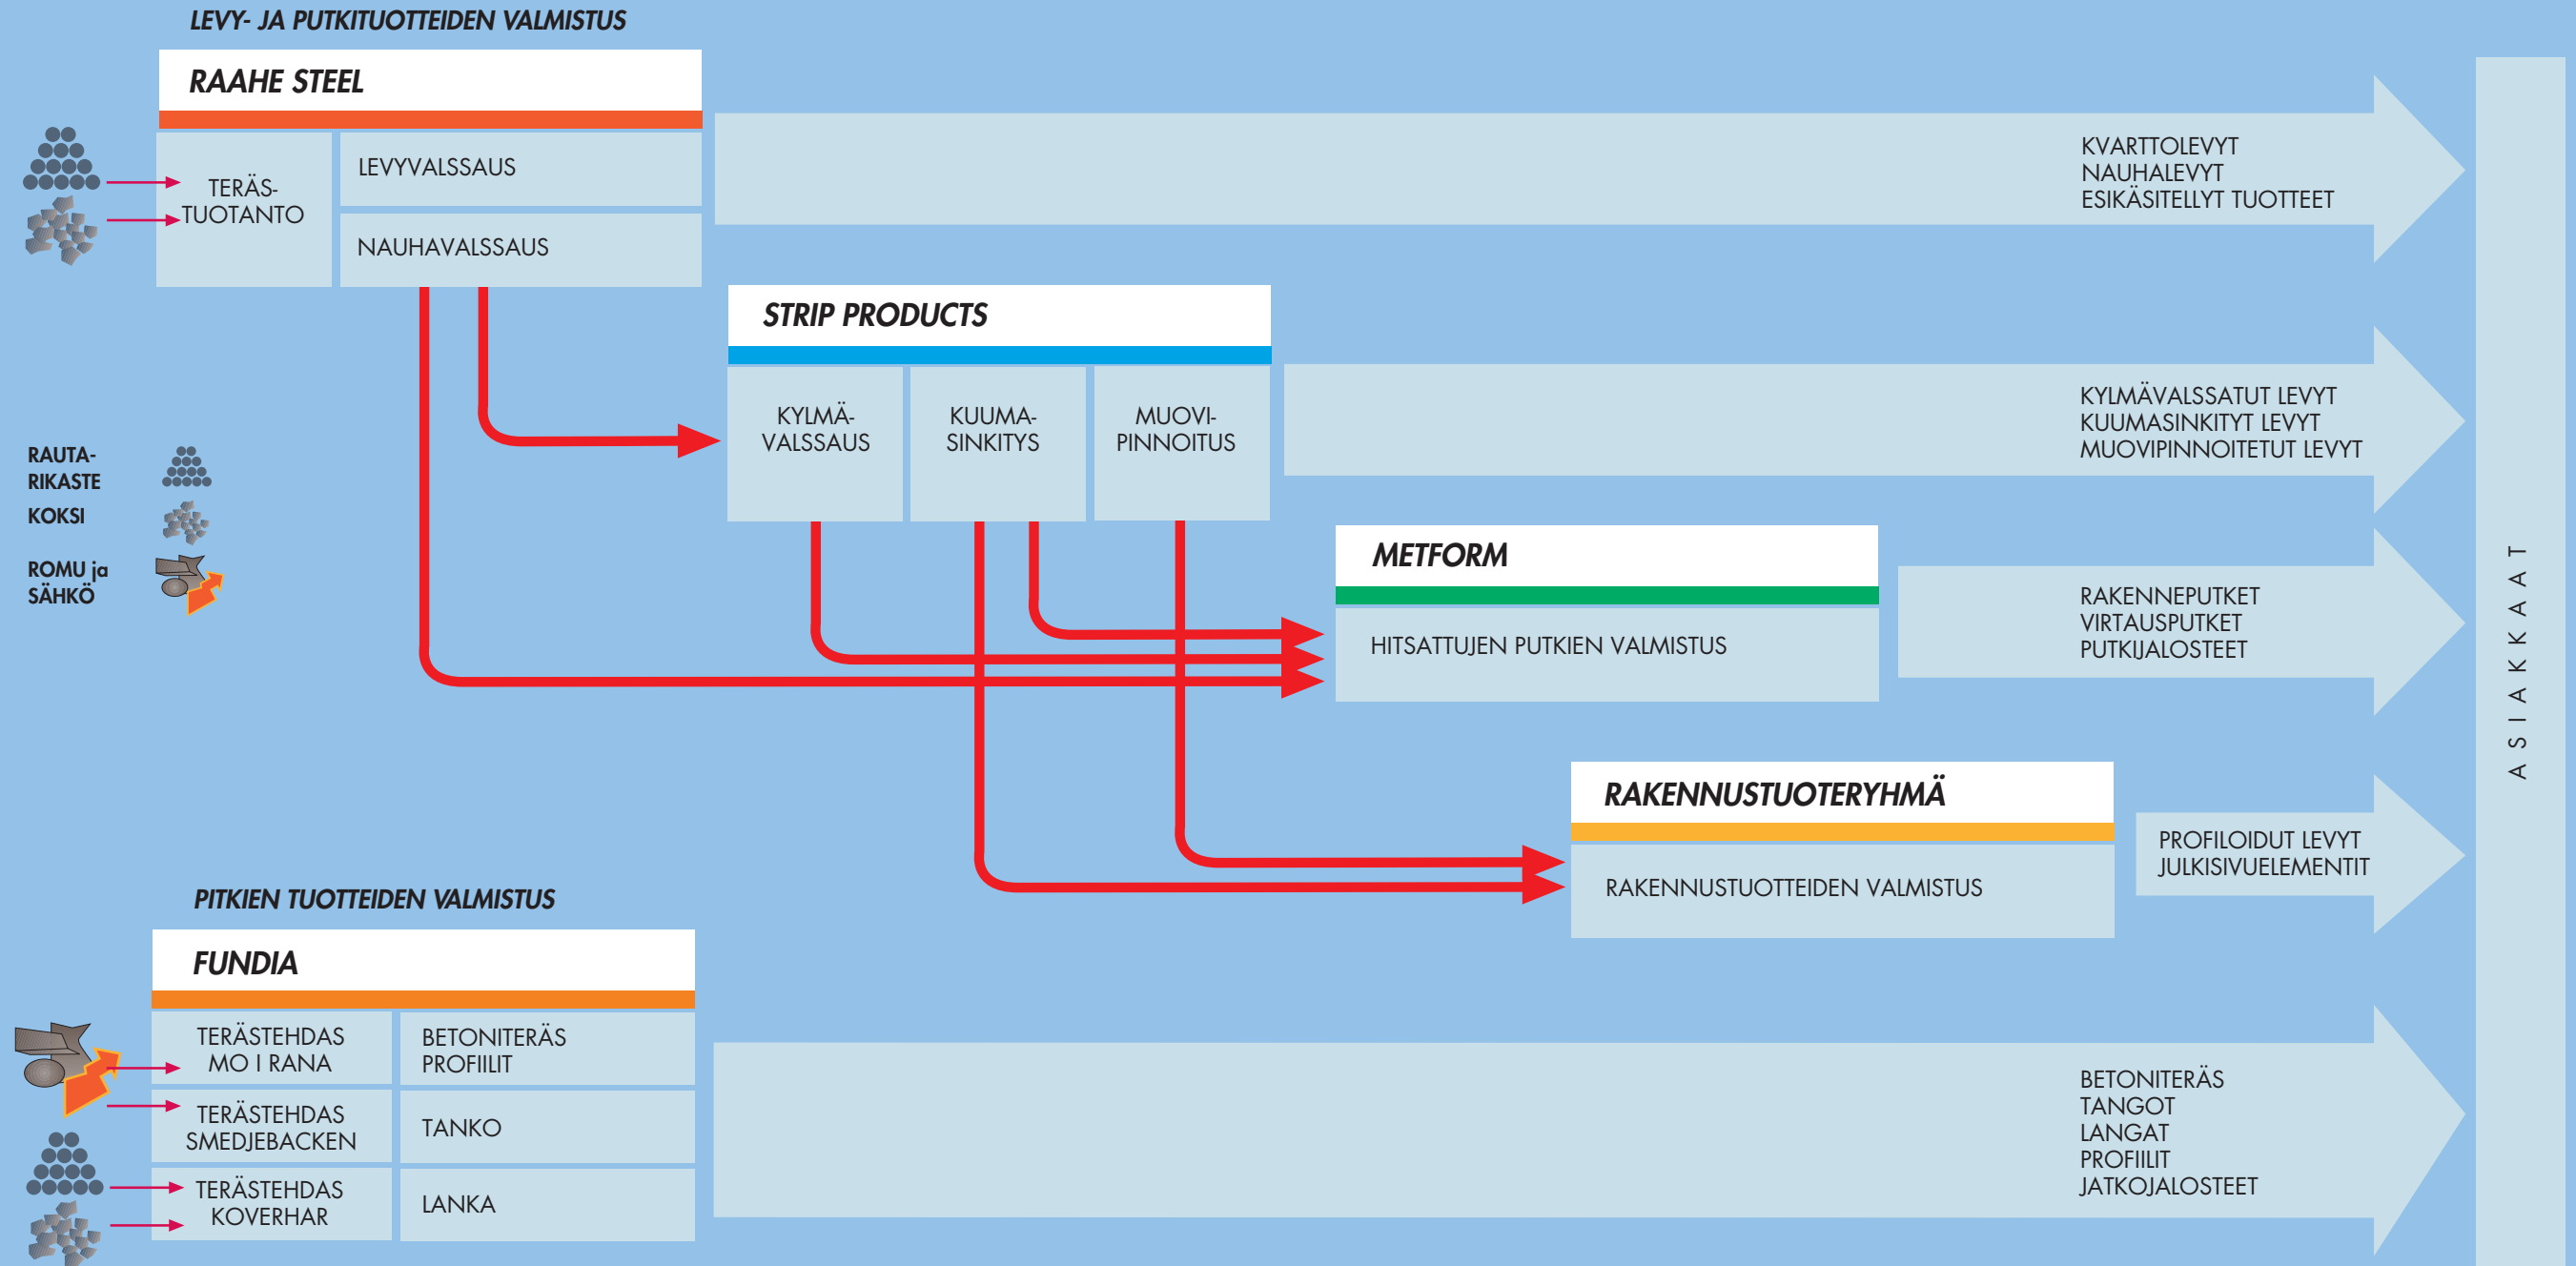 LEVY- JA PUTKITUOTTEIDEN VALMISTUS
RAAHE STEEL
TERÄS-
TUOTANTO
LEVYVALSSAUS
NAUHAVALSSAUS
KVARTTOLEVYT
NAUHALEVYT
ESIKÄSITELLYT TUOTTEET
STRIP PRODUCTS
KYLMÄ-
VALSSAUS
KUUMA-
SINKITYS
MUOVI-
PINNOITUS
KYLMÄVALSSATUT LEVYT
KUUMASINKITYT LEVYT
MUOVIPINNOITETUT LEVYT
RAUTA-
RIKASTE
KOKSI
ROMU ja
SÄHKÖ
METFORM
HITSATTUJEN PUTKIEN VALMISTUS
RAKENNEPUTKET
VIRTAUSPUTKET
PUTKIJALOSTEET
ASIAKKAAT
RAKENNUSTUOTERYHMÄ
RAKENNUSTUOTTEIDEN VALMISTUS
PROFILOIDUT LEVYT
JULKISIVUELEMENTIT
PITKIEN TUOTTEIDEN VALMISTUS
FUNDIA
TERÄSTEHDAS
MO I RANA
BETONITERÄS
PROFIILIT
TERÄSTEHDAS
SMEDJEBACKEN
TANKO
TERÄSTEHDAS
KOVERHAR
LANKA
BETONITERÄS
TANGOT
LANGAT
PROFIILIT
JATKOJALOSTEET